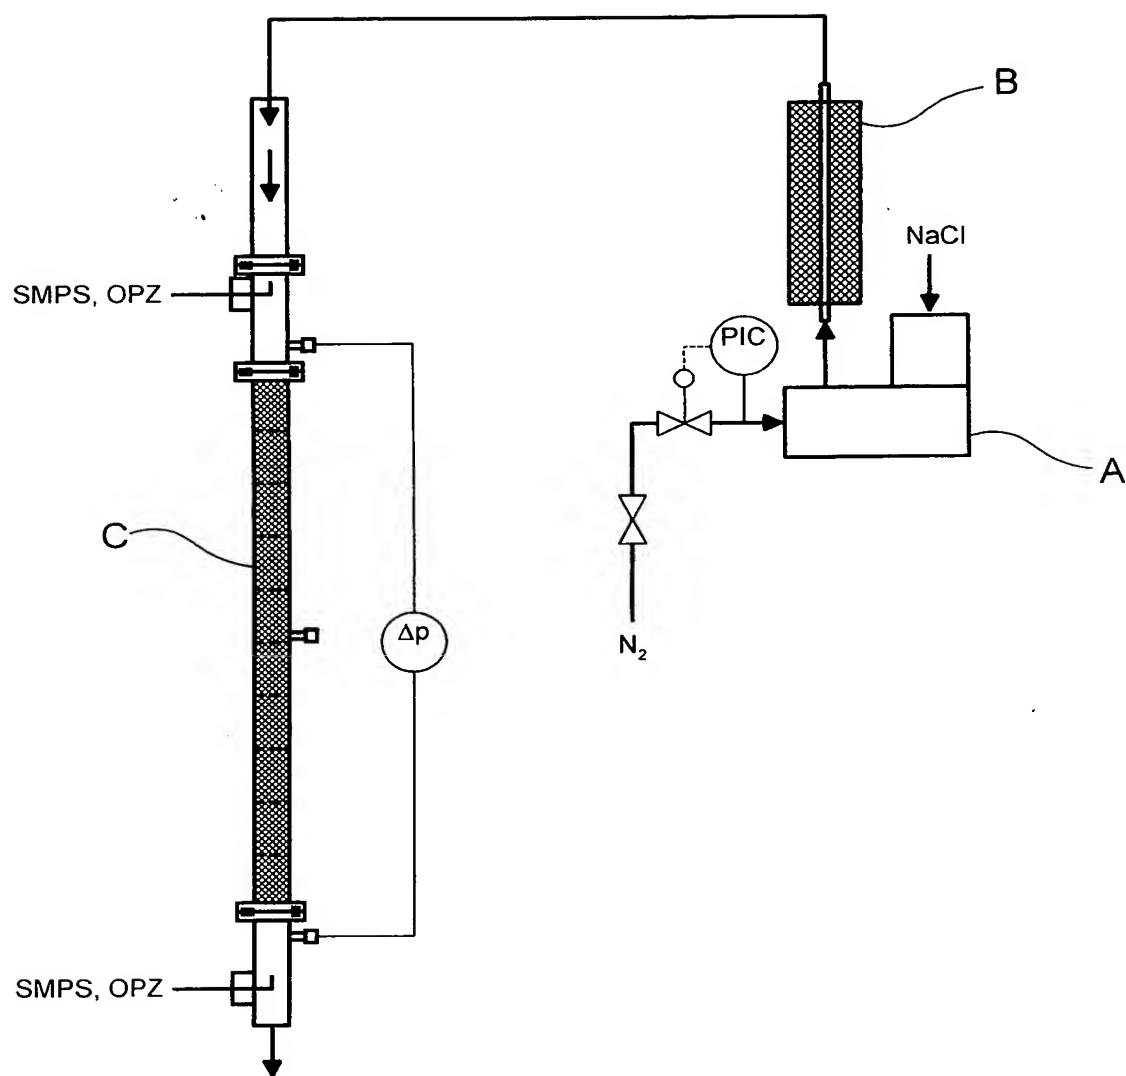 B
NaCl
SMPS, OPZ
PIC
A
C
Δp
N₂
SMPS, OPZ